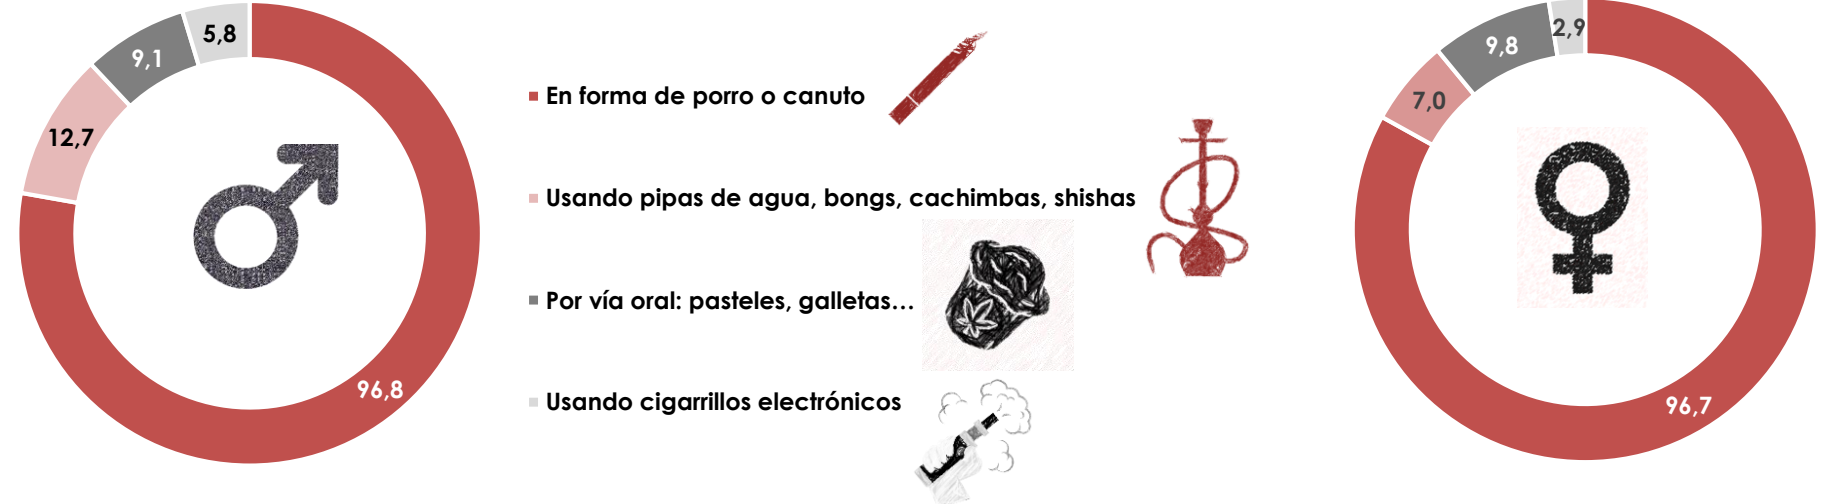 5,8
9,1
12,7
96,8
En forma de porro o canuto
Usando pipas de agua, bongs, cachimbas, shishas
Por vía oral: pasteles, galletas…
Usando cigarrillos electrónicos
2,9
9,8
7,0
96,7